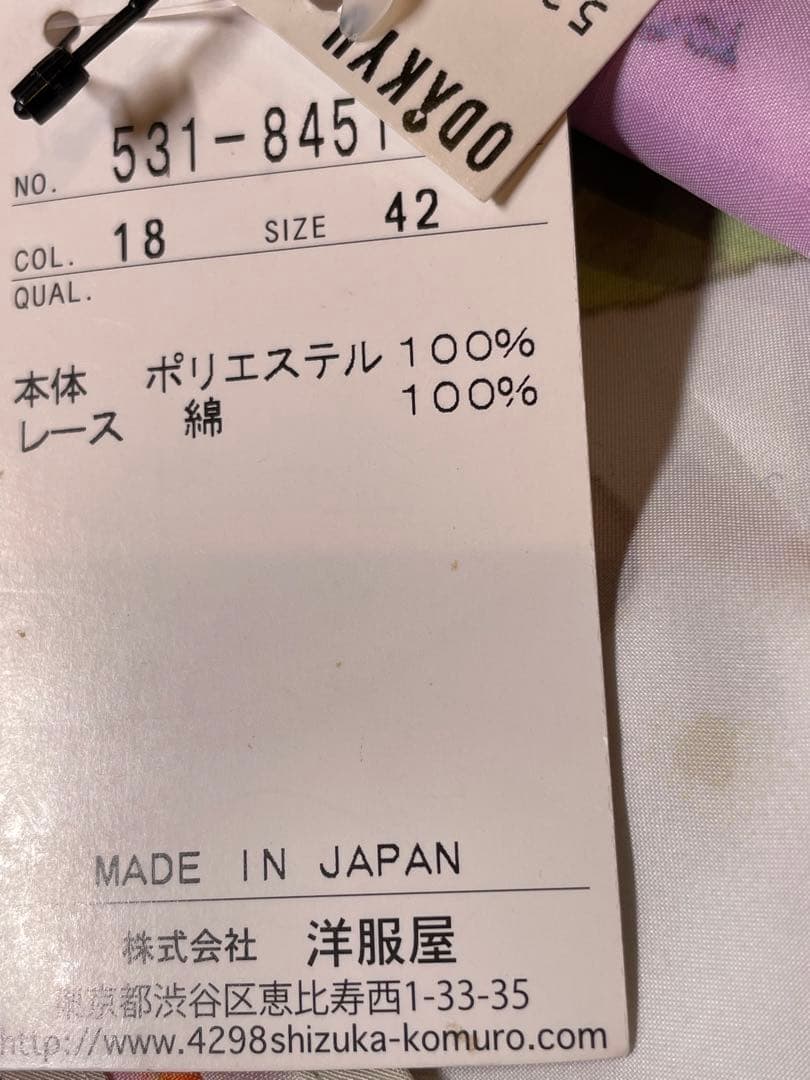 ODAKYU
NO. 531-8451
COL. 18 SIZE 42
QUAL.
本体 ポリエステル 100%
レース 綿 100%
MADE IN JAPAN
株式会社 洋服屋
東京都渋谷区恵比寿西1-33-35
http://www.4298shizuka-komuro.com